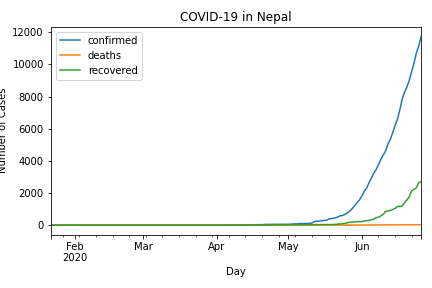 COVID-19 in Nepal
confirmed
deaths
recovered
12000
10000
8000
6000
4000
2000
0
Number of Cases
Feb
2020
Mar
Apr
May
Jun
Day